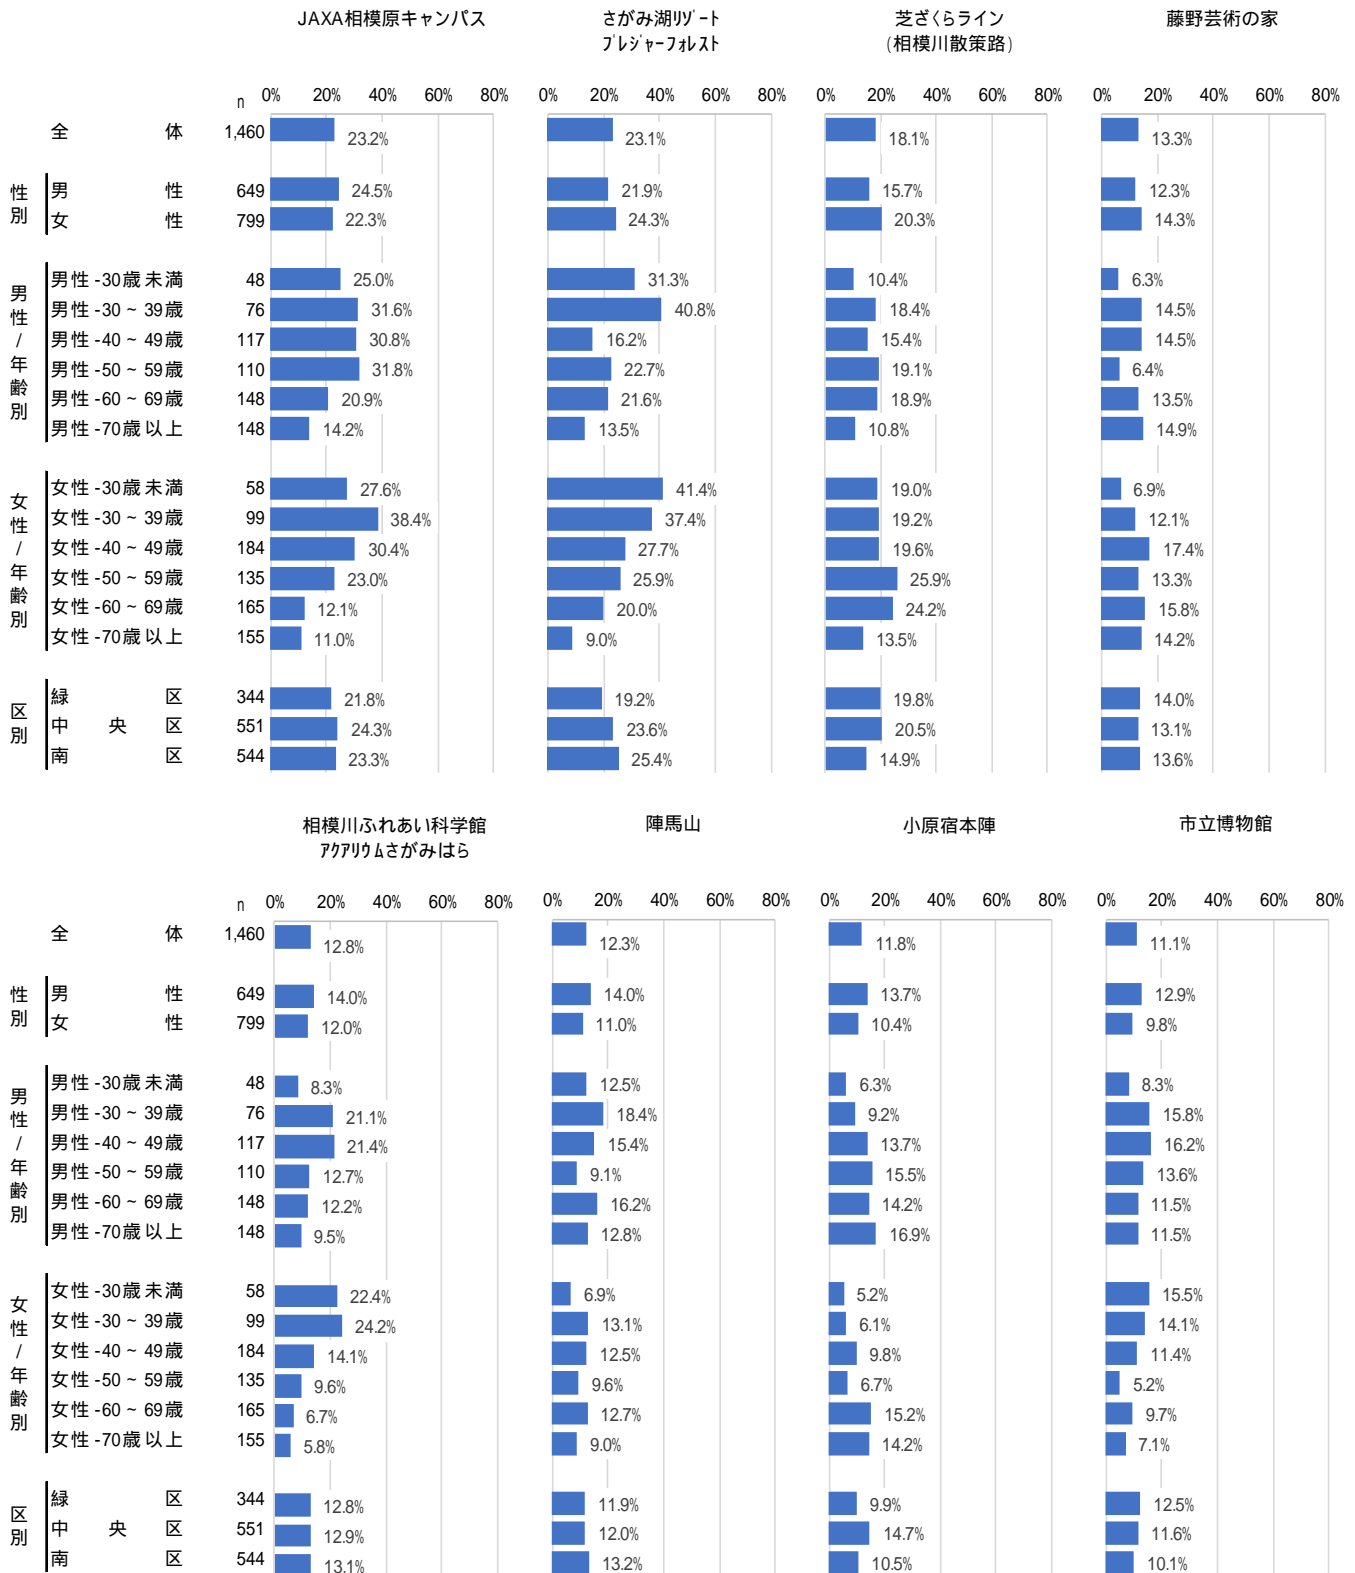 JAXA相模原キャンパス
さがみ湖ﾘｿﾞｰﾄ
ﾌﾟﾚｼﾞｬｰﾌｫﾚｽﾄ
芝ざくらライン
(相模川散策路)
藤野芸術の家
n 0% 20% 40% 60% 80% 0% 20% 40% 60% 80% 0% 20% 40% 60% 80% 0% 20% 40% 60% 80%
全体 1,460 23.2% 23.1% 18.1% 13.3%
性別
男性 649 24.5% 21.9% 15.7% 12.3%
女性 799 22.3% 24.3% 20.3% 14.3%
男性/年齢別
男性-30歳未満 48 25.0% 31.3% 10.4% 6.3%
男性-30~39歳 76 31.6% 40.8% 18.4% 14.5%
男性-40~49歳 117 30.8% 16.2% 15.4% 14.5%
男性-50~59歳 110 31.8% 22.7% 19.1% 6.4%
男性-60~69歳 148 20.9% 21.6% 18.9% 13.5%
男性-70歳以上 148 14.2% 13.5% 10.8% 14.9%
女性/年齢別
女性-30歳未満 58 27.6% 41.4% 19.0% 6.9%
女性-30~39歳 99 38.4% 37.4% 19.2% 12.1%
女性-40~49歳 184 30.4% 27.7% 19.6% 17.4%
女性-50~59歳 135 23.0% 25.9% 25.9% 13.3%
女性-60~69歳 165 12.1% 20.0% 24.2% 15.8%
女性-70歳以上 155 11.0% 9.0% 13.5% 14.2%
区別
緑区 344 21.8% 19.2% 19.8% 14.0%
中央区 551 24.3% 23.6% 20.5% 13.1%
南区 544 23.3% 25.4% 14.9% 13.6%
相模川ふれあい科学館
ｱｸｱﾘｳﾑさがみはら
陣馬山
小原宿本陣
市立博物館
n 0% 20% 40% 60% 80% 0% 20% 40% 60% 80% 0% 20% 40% 60% 80% 0% 20% 40% 60% 80%
全体 1,460 12.8% 12.3% 11.8% 11.1%
性別
男性 649 14.0% 14.0% 13.7% 12.9%
女性 799 12.0% 11.0% 10.4% 9.8%
男性/年齢別
男性-30歳未満 48 8.3% 12.5% 6.3% 8.3%
男性-30~39歳 76 21.1% 18.4% 9.2% 15.8%
男性-40~49歳 117 21.4% 15.4% 13.7% 16.2%
男性-50~59歳 110 12.7% 9.1% 15.5% 13.6%
男性-60~69歳 148 12.2% 16.2% 14.2% 11.5%
男性-70歳以上 148 9.5% 12.8% 16.9% 11.5%
女性/年齢別
女性-30歳未満 58 22.4% 6.9% 5.2% 15.5%
女性-30~39歳 99 24.2% 13.1% 6.1% 14.1%
女性-40~49歳 184 14.1% 12.5% 9.8% 11.4%
女性-50~59歳 135 9.6% 9.6% 6.7% 5.2%
女性-60~69歳 165 6.7% 12.7% 15.2% 9.7%
女性-70歳以上 155 5.8% 9.0% 14.2% 7.1%
区別
緑区 344 12.8% 11.9% 9.9% 12.5%
中央区 551 12.9% 12.0% 14.7% 11.6%
南区 544 13.1% 13.2% 10.5% 10.1%